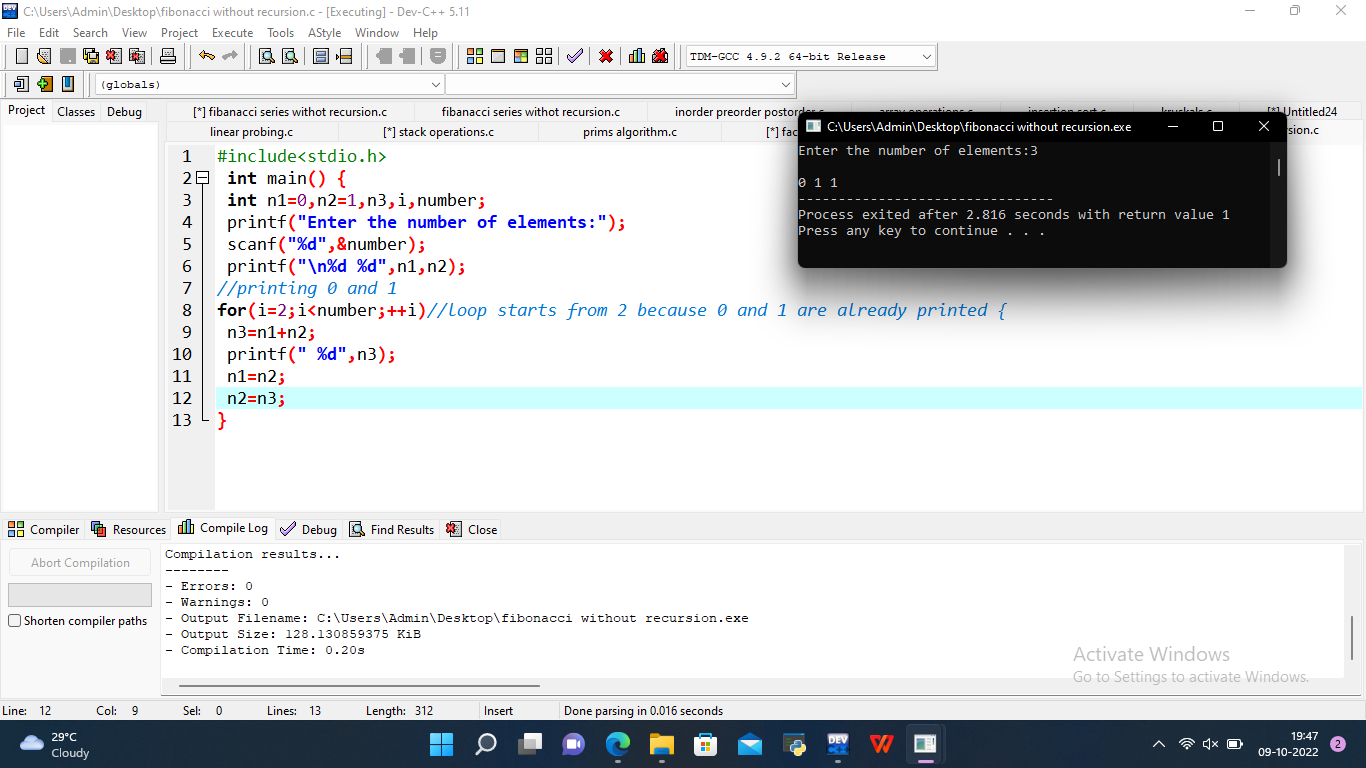 C:\Users\Admin\Desktop\fibonacci without recursion.c - [Executing] - Dev-C++ 5.11
File Edit Search View Project Execute Tools AStyle Window Help
TDM-GCC 4.9.2 64-bit Release
(globals)
Project Classes Debug
[*] fibanacci series withot recursion.c fibanacci series withot recursion.c inorder preorder [*] Untitled24
linear probing.c [*] stack operations.c prims algorithm.c
C:\Users\Admin\Desktop\fibonacci without recursion.exe
Enter the number of elements:3
0 1 1
--------------------------------
Process exited after 2.816 seconds with return value 1
Press any key to continue . . .
1 #include<stdio.h>
2 int main() {
3 int n1=0,n2=1,n3,i,number;
4 printf("Enter the number of elements:");
5 scanf("%d",&number);
6 printf("\n%d %d",n1,n2);
7 //printing 0 and 1
8 for(i=2;i<number;++i)//loop starts from 2 because 0 and 1 are already printed {
9 n3=n1+n2;
10 printf(" %d",n3);
11 n1=n2;
12 n2=n3;
13 }
Compiler Resources Compile Log Debug Find Results Close
Abort Compilation
Shorten compiler paths
Compilation results...
--------
- Errors: 0
- Warnings: 0
- Output Filename: C:\Users\Admin\Desktop\fibonacci without recursion.exe
- Output Size: 128.130859375 KiB
- Compilation Time: 0.20s
Activate Windows
Go to Settings to activate Windows.
Line: 12 Col: 9 Sel: 0 Lines: 13 Length: 312 Insert Done parsing in 0.016 seconds
29°C
Cloudy
19:47
09-10-2022
2